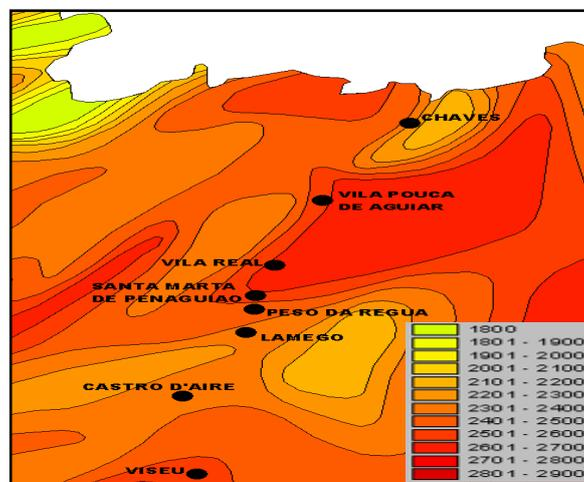 CHAVES
VILA POUCA
DE AGUIAR
VILA REAL
SANTA MARTA
DE PENAGUIAO
PESO DA REGUA
LAMEGO
CASTRO D'AIRE
VISEU
1800
1801 - 1900
1901 - 2000
2001 - 2100
2101 - 2200
2201 - 2300
2301 - 2400
2401 - 2500
2501 - 2600
2601 - 2700
2701 - 2800
2801 - 2900